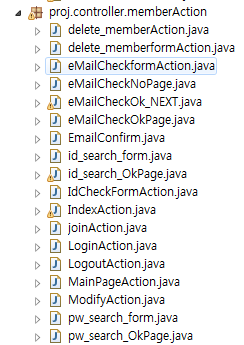 proj.controller.memberAction
delete_memberAction.java
delete_memberformAction.java
eMailCheckformAction.java
eMailCheckNoPage.java
eMailCheckOk_NEXT.java
eMailCheckOkPage.java
EmailConfirm.java
id_search_form.java
id_search_OkPage.java
IdCheckFormAction.java
IndexAction.java
joinAction.java
LoginAction.java
LogoutAction.java
MainPageAction.java
ModifyAction.java
pw_search_form.java
pw_search_OkPage.java